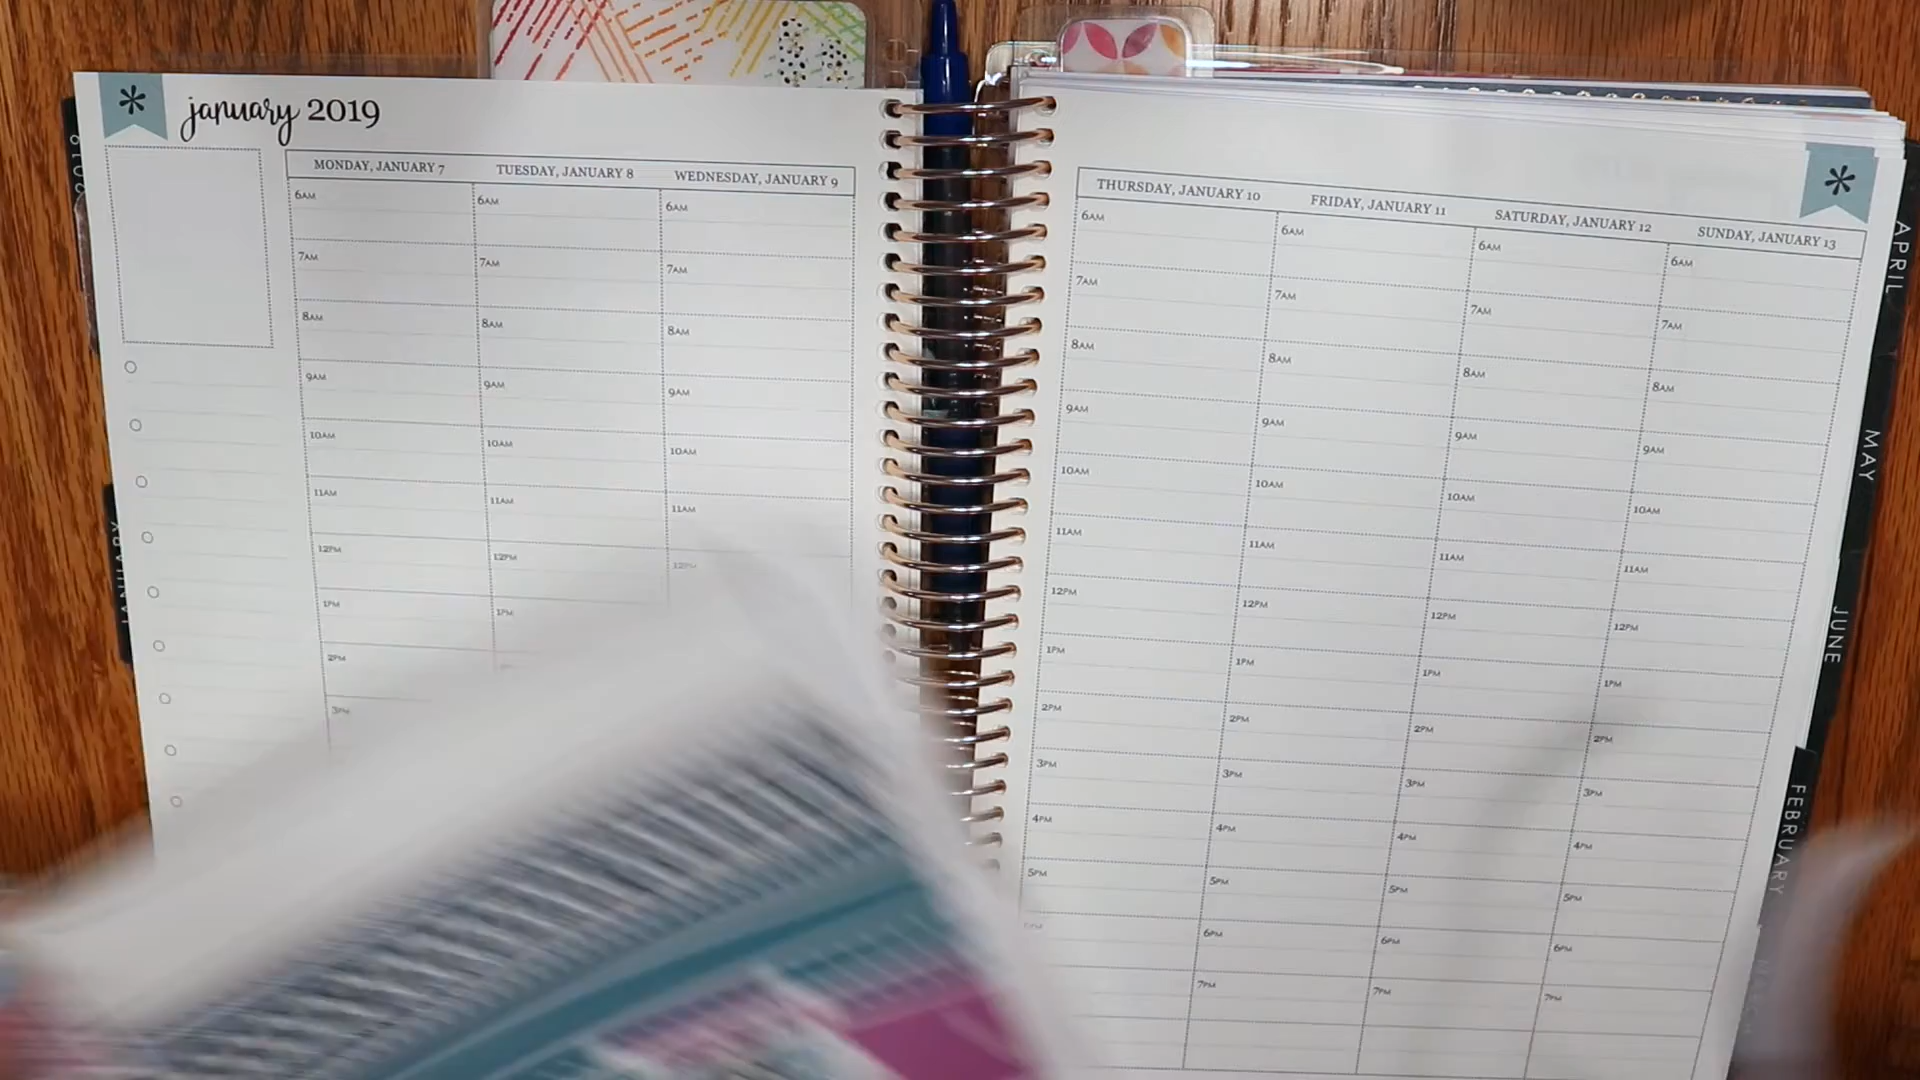 january 2019
MONDAY, JANUARY 7
TUESDAY, JANUARY 8
WEDNESDAY, JANUARY 9
6AM 6AM 6AM
7AM 7AM 7AM
8AM 8AM 8AM
9AM 9AM 9AM
10AM 10AM 10AM
11AM 11AM 11AM
12PM 12PM 12PM
1PM 1PM
2PM
3PM
THURSDAY, JANUARY 10
FRIDAY, JANUARY 11
SATURDAY, JANUARY 12
SUNDAY, JANUARY 13
6AM 6AM 6AM 6AM
7AM 7AM 7AM 7AM
8AM 8AM 8AM 8AM
9AM 9AM 9AM 9AM
10AM 10AM 10AM 10AM
11AM 11AM 11AM 11AM
12PM 12PM 12PM 12PM
1PM 1PM 1PM 1PM
2PM 2PM 2PM 2PM
3PM 3PM 3PM 3PM
4PM 4PM 4PM 4PM
5PM 5PM 5PM 5PM
6PM 6PM 6PM
7PM 7PM 7PM
JANUARY
APRIL
MAY
JUNE
FEBRUARY